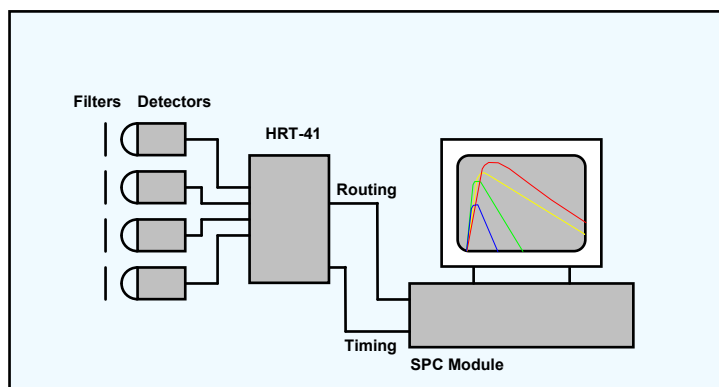 Filters Detectors
HRT-41
Routing
Timing
SPC Module